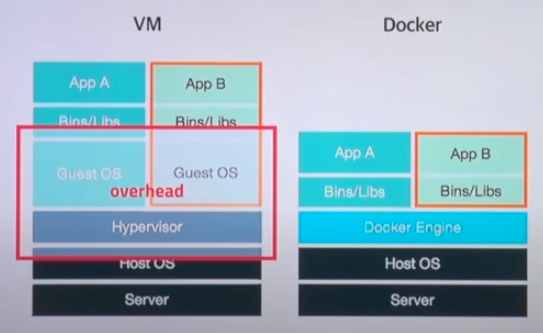 VM
App A
App B
Bins/Libs
Bins/Libs
Guest OS
Guest OS
overhead
Hypervisor
Host OS
Server
Docker
App A
App B
Bins/Libs
Bins/Libs
Docker Engine
Host OS
Server